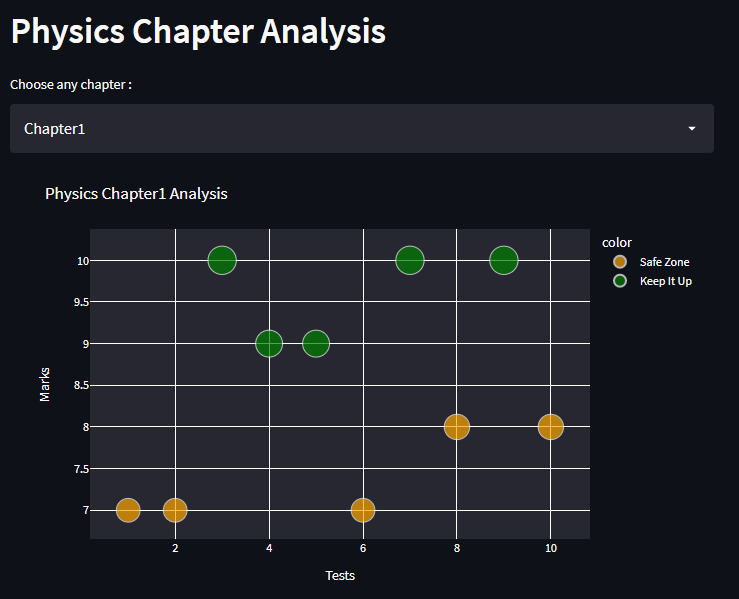 Physics Chapter Analysis
Choose any chapter :
Chapter1
Physics Chapter1 Analysis
color
Safe Zone
Keep It Up
10
9.5
9
8.5
8
7.5
7
Marks
2
4
6
8
10
Tests